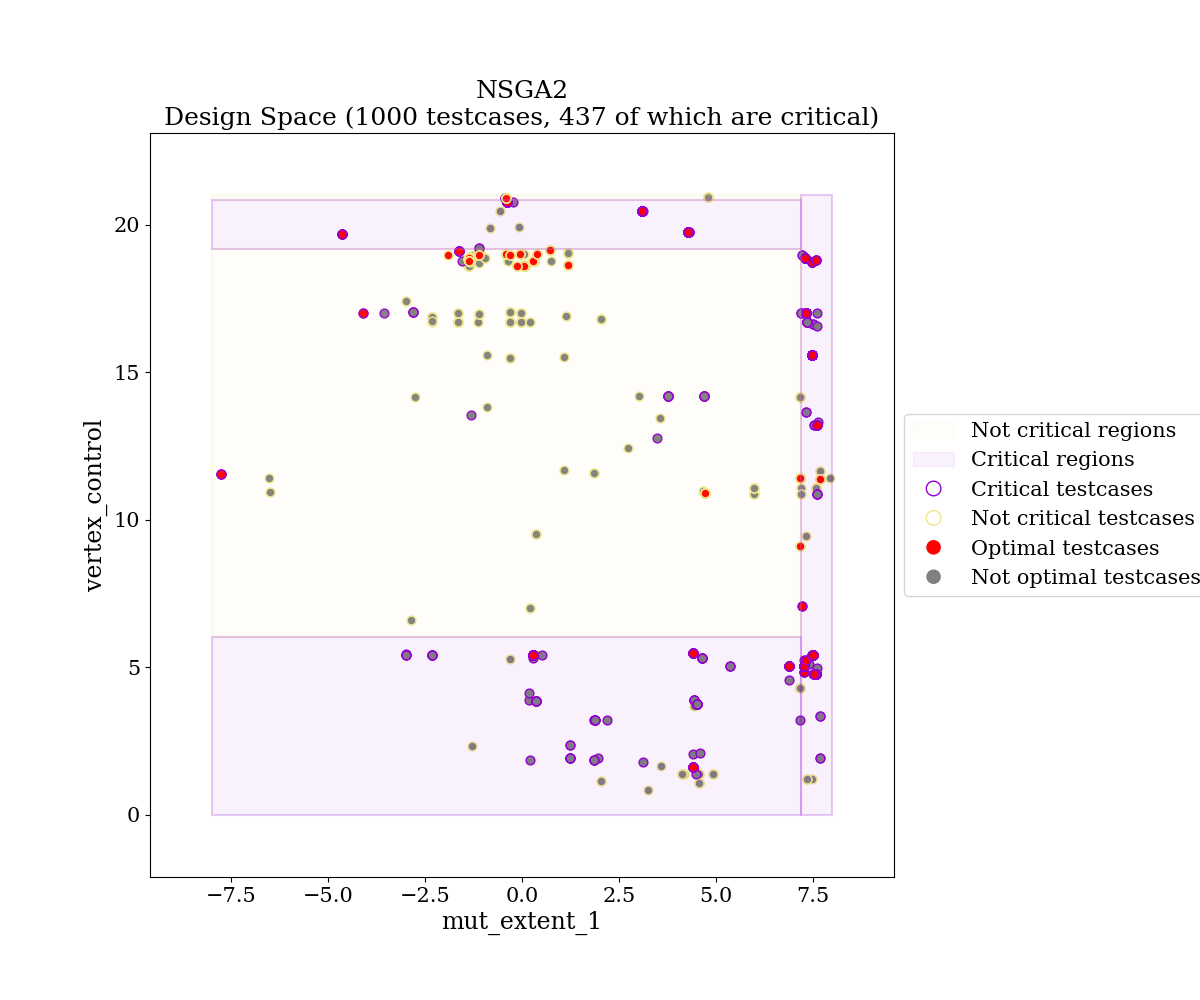 NSGA2
Design Space (1000 testcases, 437 of which are critical)
20
15
10
5
0
vertex_control
−7.5
−5.0
−2.5
0.0
2.5
5.0
7.5
mut_extent_1
Not critical regions
Critical regions
Critical testcases
Not critical testcases
Optimal testcases
Not optimal testcases